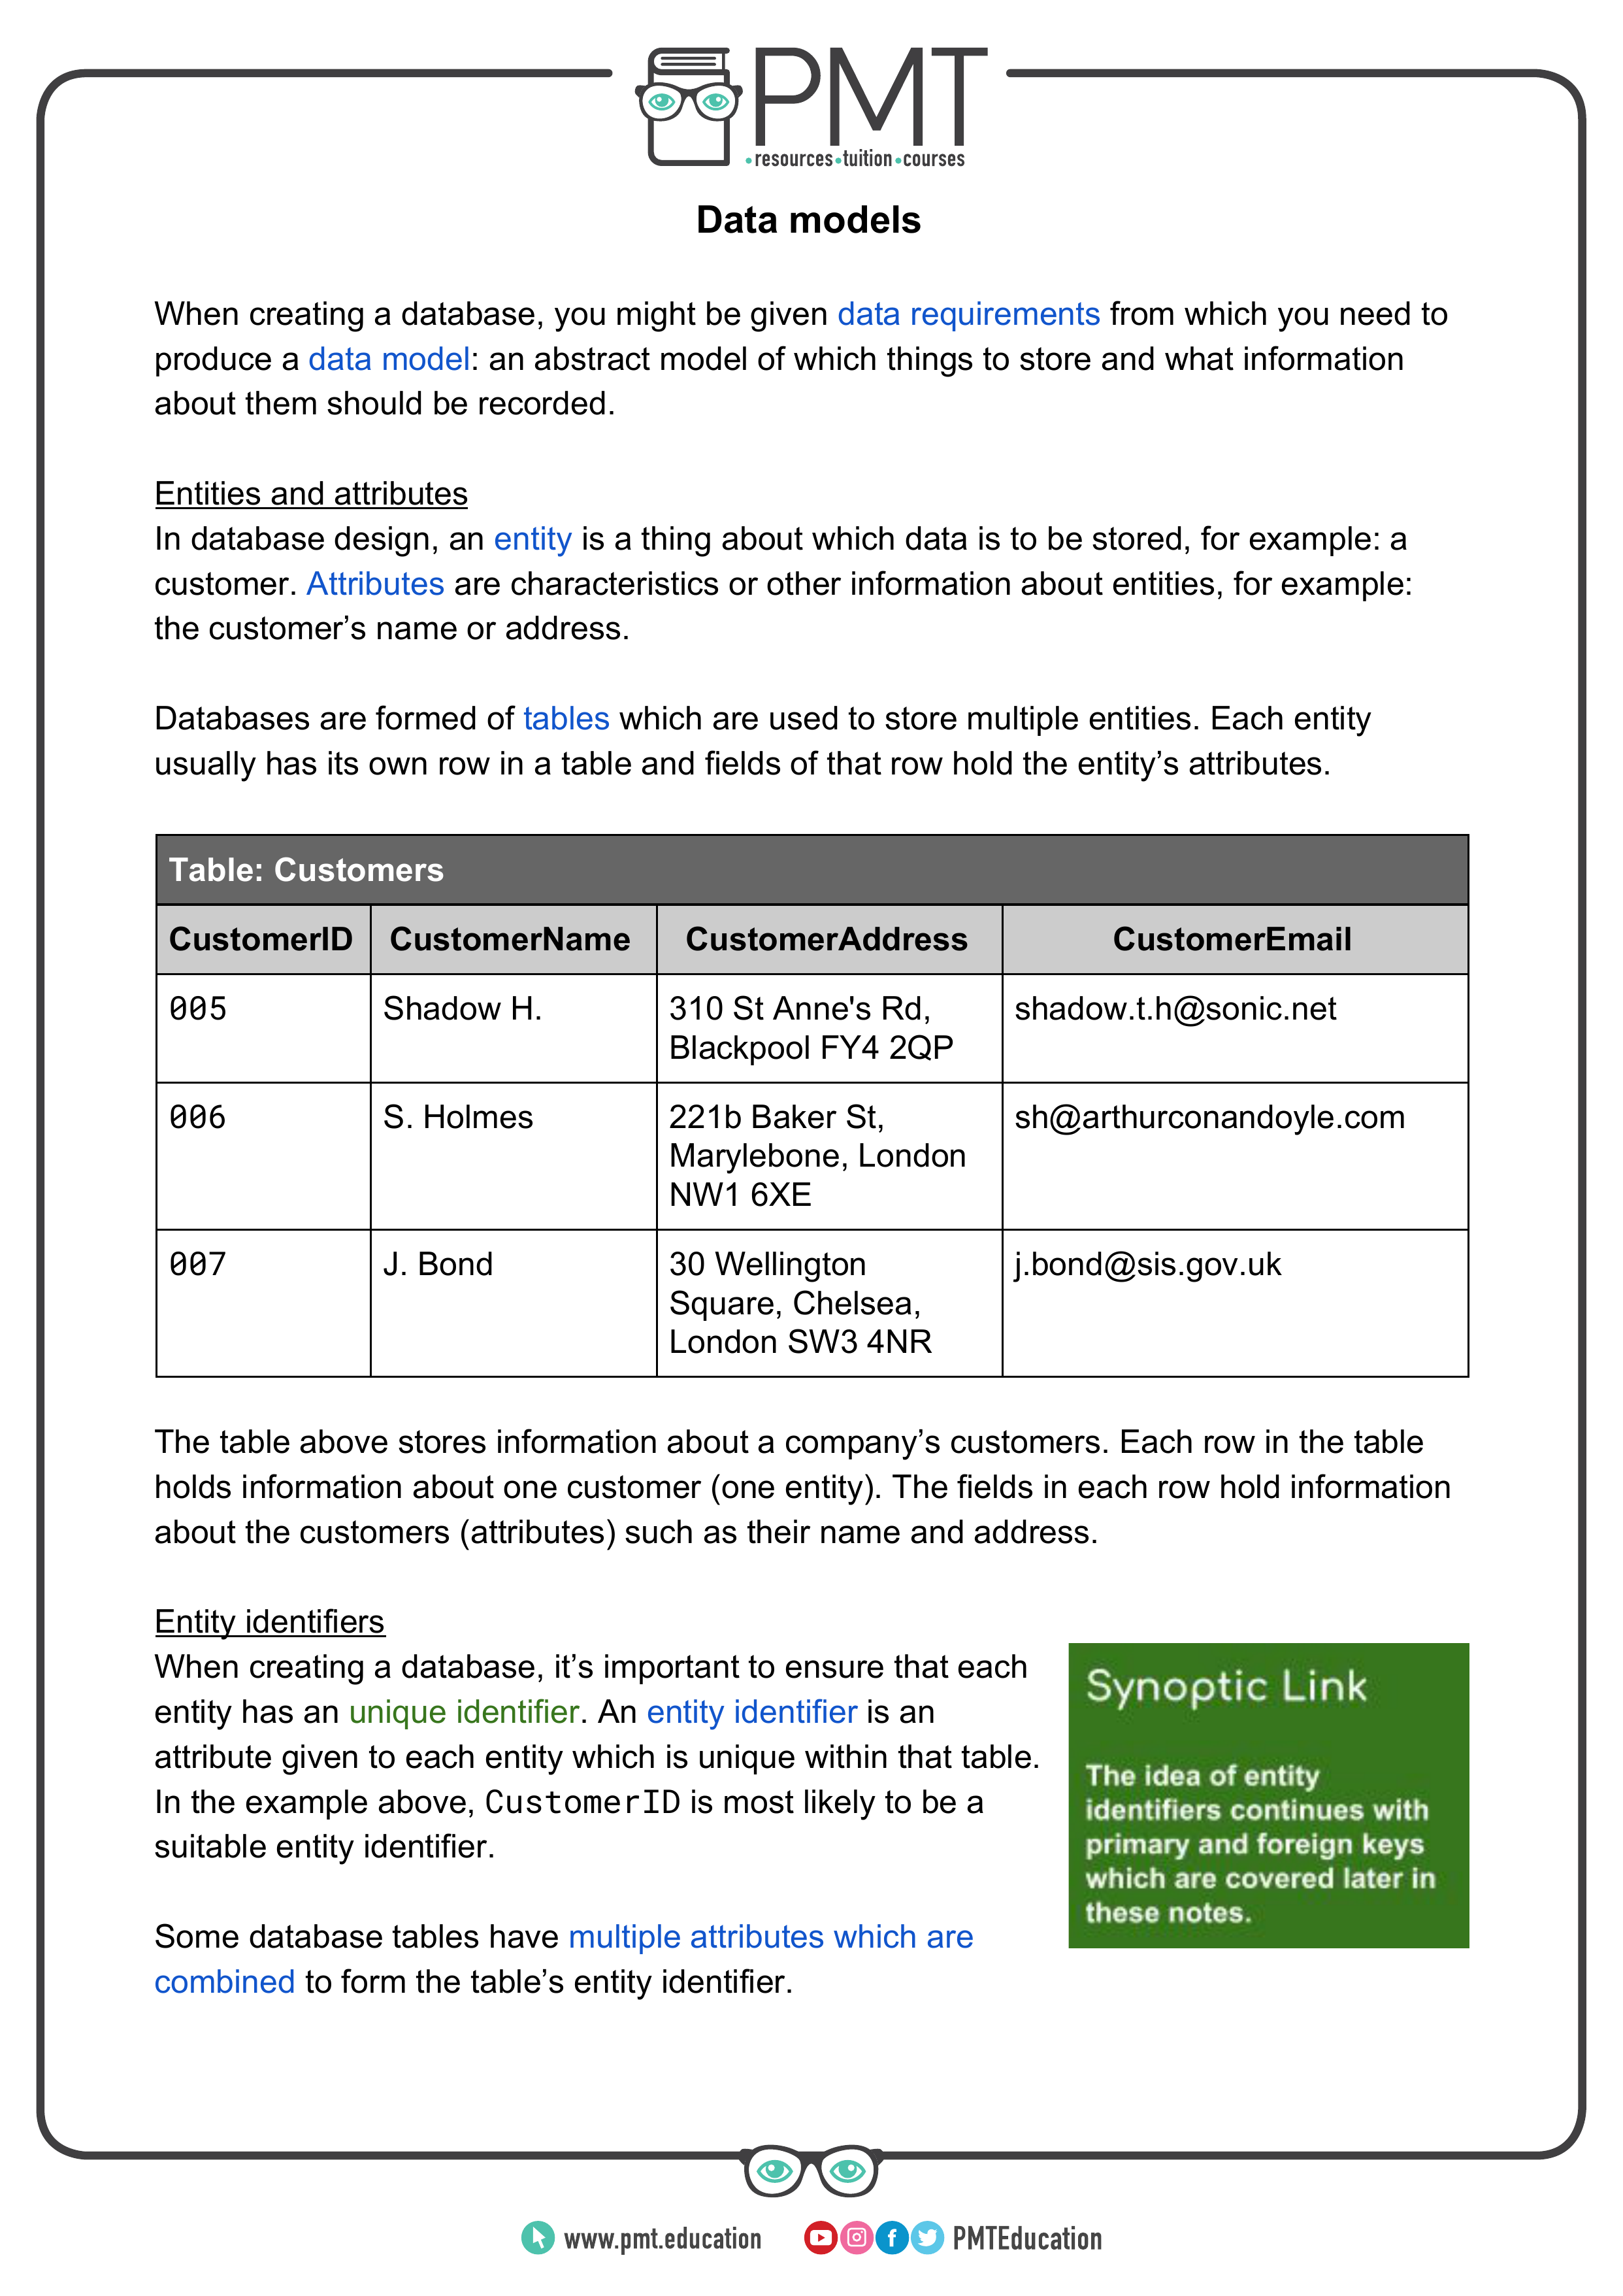 PMT
•resources•tuition•courses
Data models
When creating a database, you might be given data requirements from which you need to
produce a data model: an abstract model of which things to store and what information
about them should be recorded.
Entities and attributes
In database design, an entity is a thing about which data is to be stored, for example: a
customer. Attributes are characteristics or other information about entities, for example:
the customer’s name or address.
Databases are formed of tables which are used to store multiple entities. Each entity
usually has its own row in a table and fields of that row hold the entity’s attributes.
Table: Customers
CustomerID CustomerName CustomerAddress CustomerEmail
005 Shadow H. 310 St Anne's Rd, shadow.t.h@sonic.net
Blackpool FY4 2QP
006 S. Holmes 221b Baker St, sh@arthurconandoyle.com
Marylebone, London
NW1 6XE
007 J. Bond 30 Wellington j.bond@sis.gov.uk
Square, Chelsea,
London SW3 4NR
The table above stores information about a company’s customers. Each row in the table
holds information about one customer (one entity). The fields in each row hold information
about the customers (attributes) such as their name and address.
Entity identifiers
When creating a database, it’s important to ensure that each
entity has an unique identifier. An entity identifier is an
attribute given to each entity which is unique within that table.
In the example above, CustomerID is most likely to be a
suitable entity identifier.
Some database tables have multiple attributes which are
combined to form the table’s entity identifier.
Synoptic Link
The idea of entity
identifiers continues with
primary and foreign keys
which are covered later in
these notes.
www.pmt.education PMTEducation